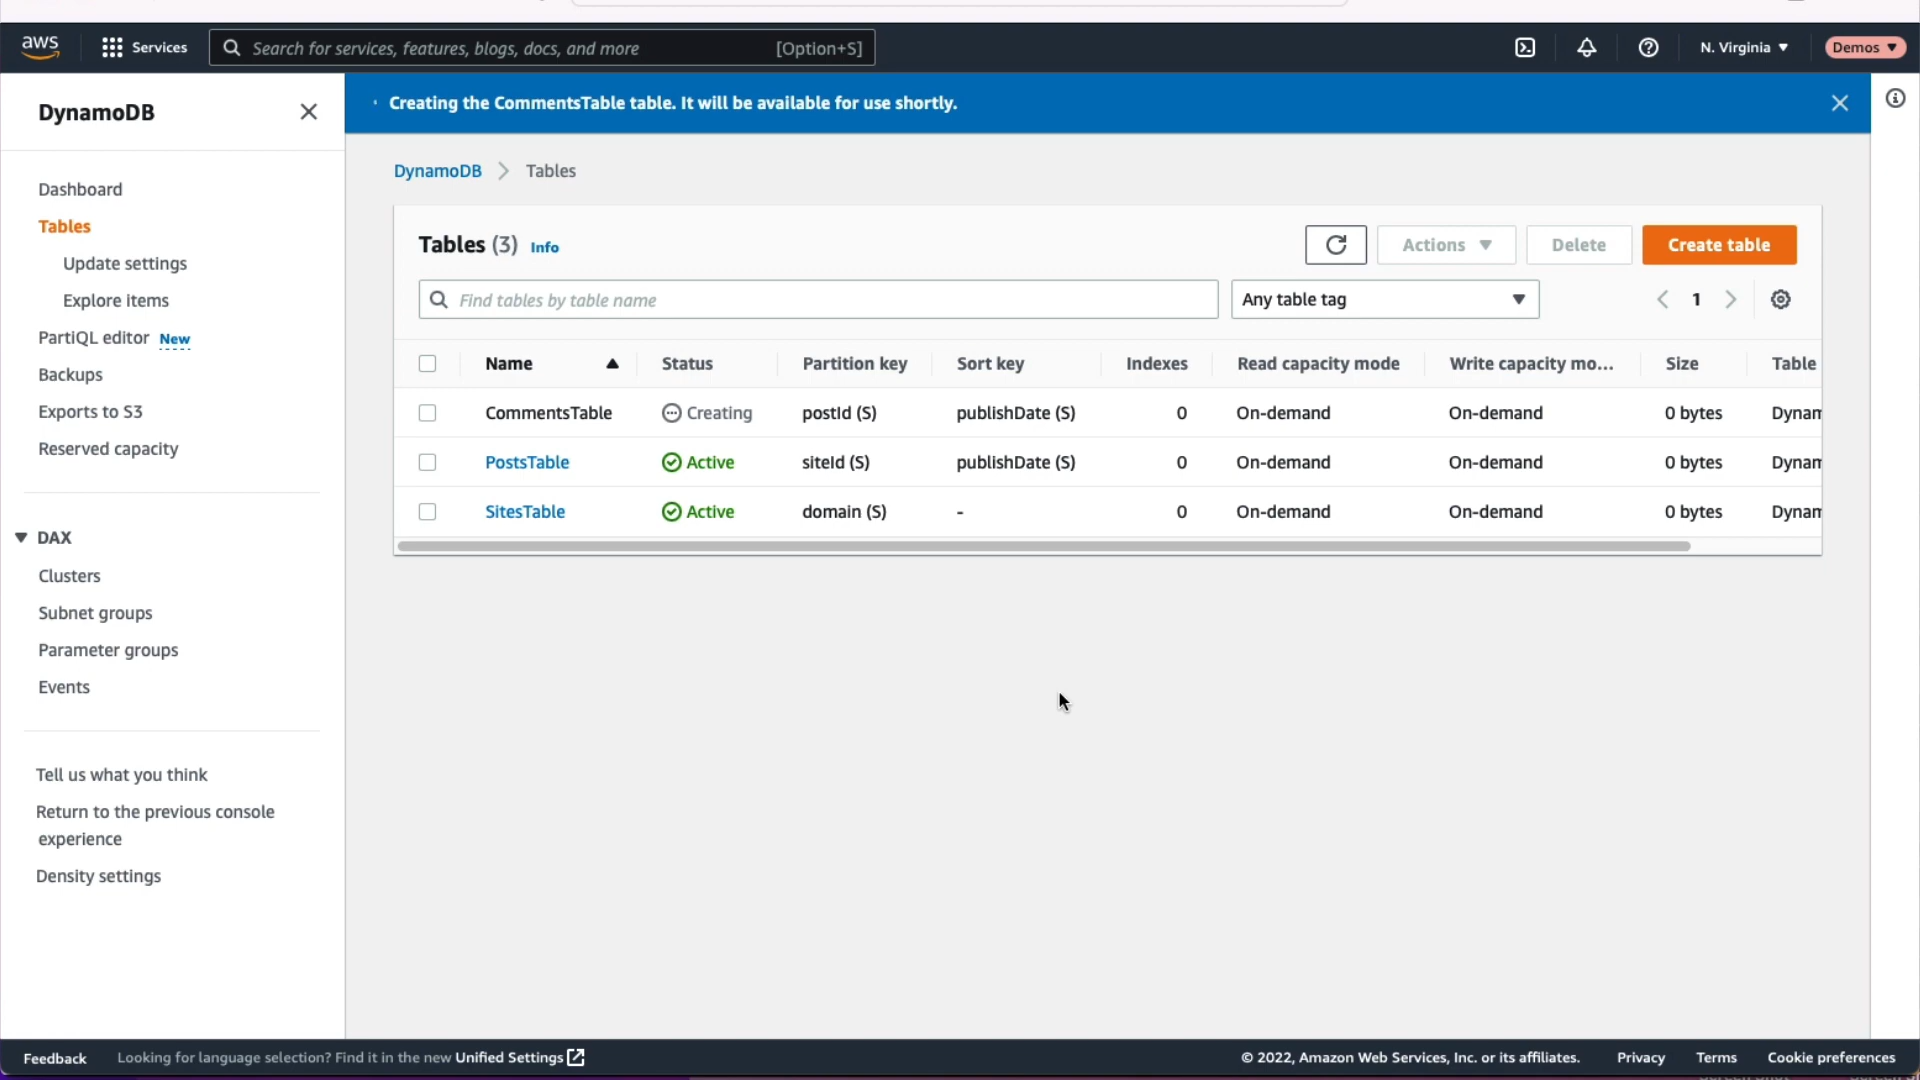 aws
Services
Search for services, features, blogs, docs, and more [Option+S]
N. Virginia
Demos
DynamoDB
Creating the CommentsTable table. It will be available for use shortly.
Dashboard
Tables
Update settings
Explore items
PartiQL editor New
Backups
Exports to S3
Reserved capacity
DAX
Clusters
Subnet groups
Parameter groups
Events
Tell us what you think
Return to the previous console
experience
Density settings
DynamoDB Tables
Tables (3) Info
Actions
Delete
Create table
Find tables by table name
Any table tag
1
Name Status Partition key Sort key Indexes Read capacity mode Write capacity mo... Size Table
CommentsTable Creating postId (S) publishDate (S) 0 On-demand On-demand 0 bytes Dynam
PostsTable Active siteId (S) publishDate (S) 0 On-demand On-demand 0 bytes Dynam
SitesTable Active domain (S) - 0 On-demand On-demand 0 bytes Dynam
Feedback Looking for language selection? Find it in the new Unified Settings © 2022, Amazon Web Services, Inc. or its affiliates. Privacy Terms Cookie preferences